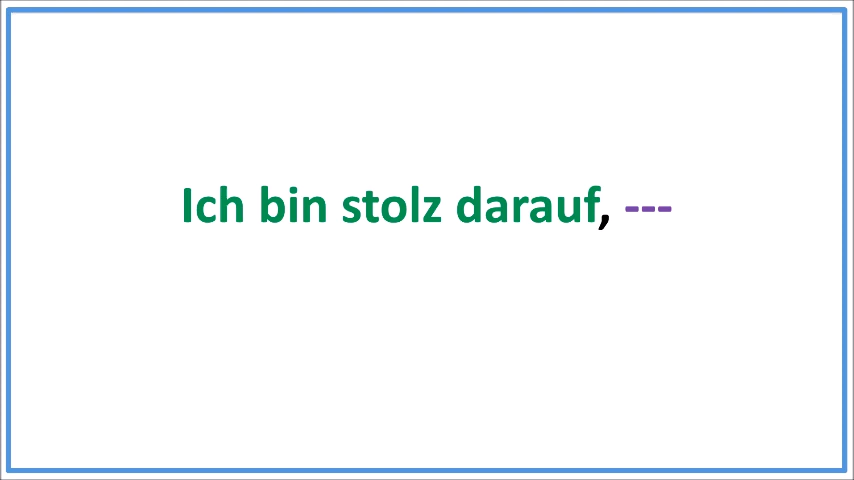 Ich bin stolz darauf, ---